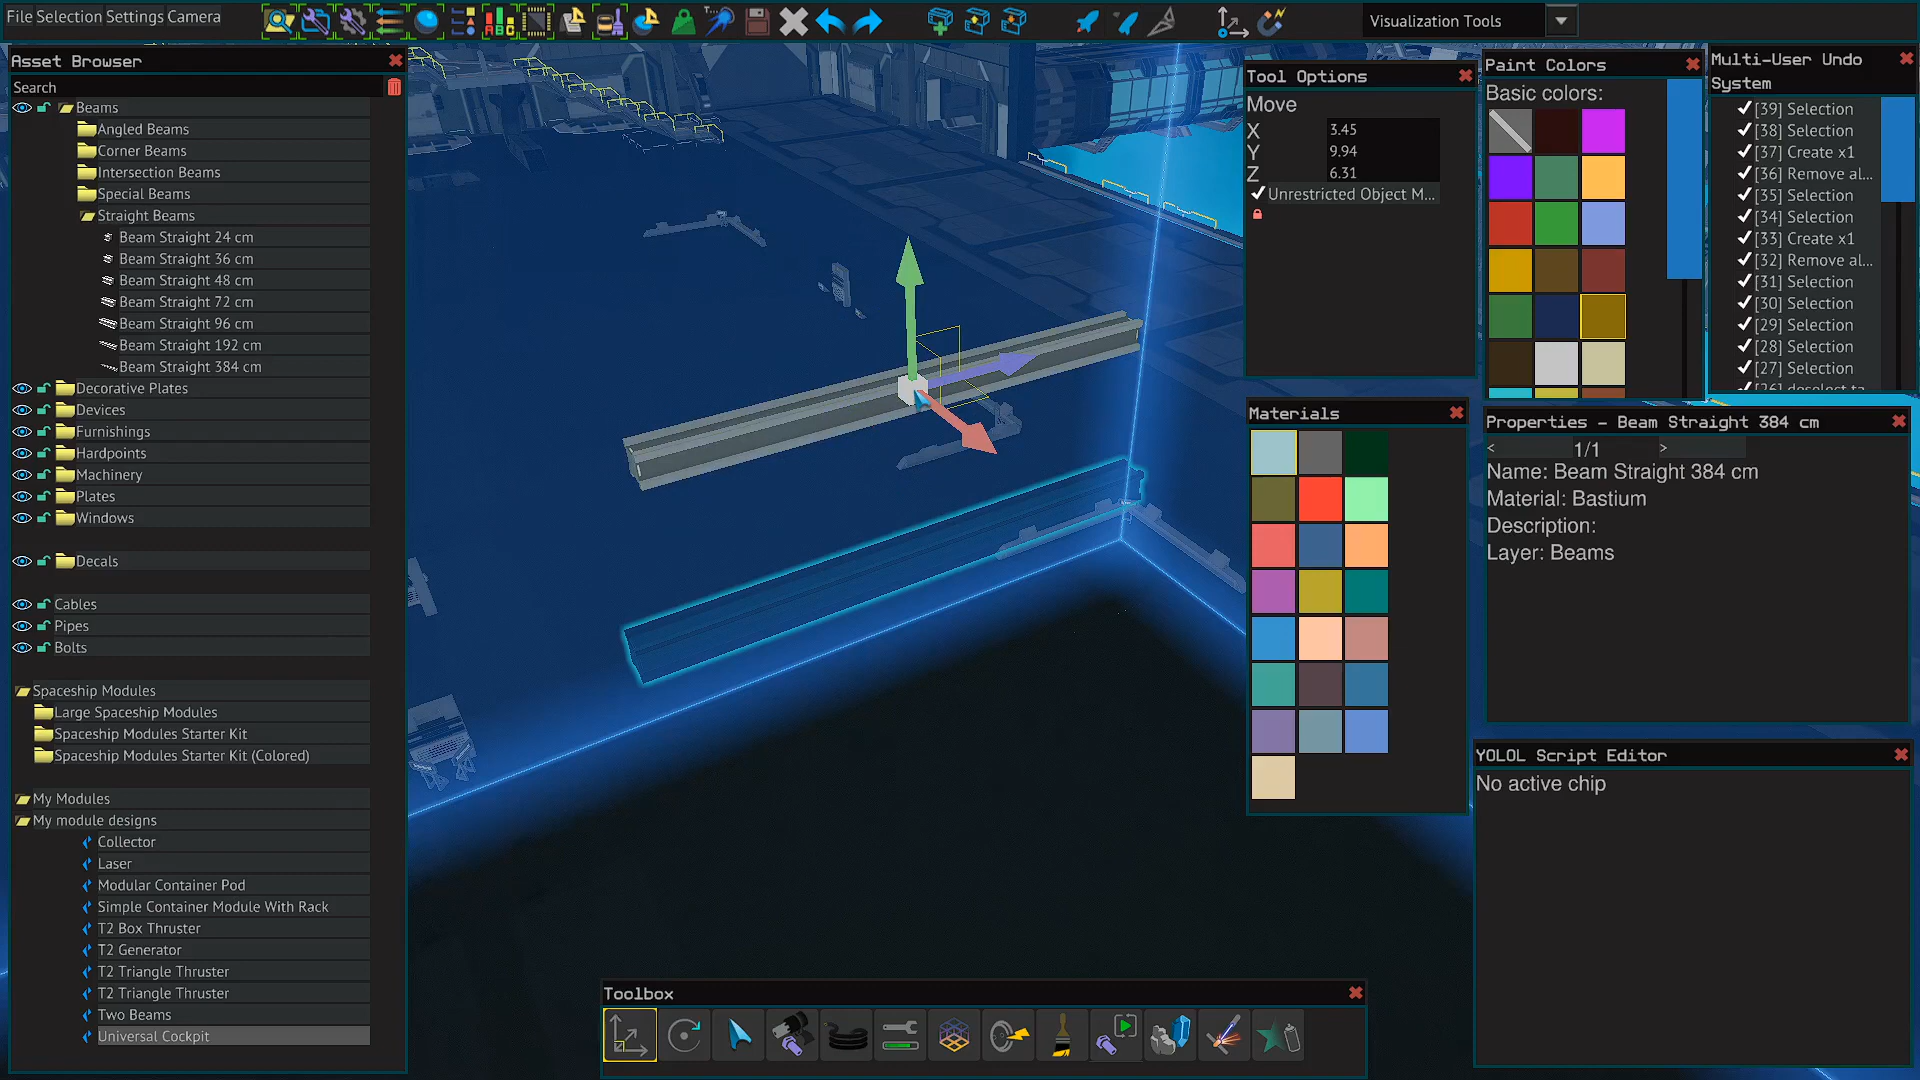 File Selection Settings Camera
ABC
Visualization Tools
Asset Browser
Search
Beams
Angled Beams
Corner Beams
Intersection Beams
Special Beams
Straight Beams
Beam Straight 24 cm
Beam Straight 36 cm
Beam Straight 48 cm
Beam Straight 72 cm
Beam Straight 96 cm
Beam Straight 192 cm
Beam Straight 384 cm
Decorative Plates
Devices
Furnishings
Hardpoints
Machinery
Plates
Windows
Decals
Cables
Pipes
Bolts
Spaceship Modules
Large Spaceship Modules
Spaceship Modules Starter Kit
Spaceship Modules Starter Kit (Colored)
My Modules
My module designs
Collector
Laser
Modular Container Pod
Simple Container Module With Rack
T2 Box Thruster
T2 Generator
T2 Triangle Thruster
T2 Triangle Thruster
Two Beams
Universal Cockpit
Tool Options
Move
X 3.45
Y 9.94
Z 6.31
Unrestricted Object M...
Materials
Paint Colors
Basic colors:
Multi-User Undo
System
[39] Selection
[38] Selection
[37] Create x1
[36] Remove al...
[35] Selection
[34] Selection
[33] Create x1
[32] Remove al...
[31] Selection
[30] Selection
[29] Selection
[28] Selection
[27] Selection
Properties - Beam Straight 384 cm
< 1/1 >
Name: Beam Straight 384 cm
Material: Bastium
Description:
Layer: Beams
YOLOL Script Editor
No active chip
Toolbox